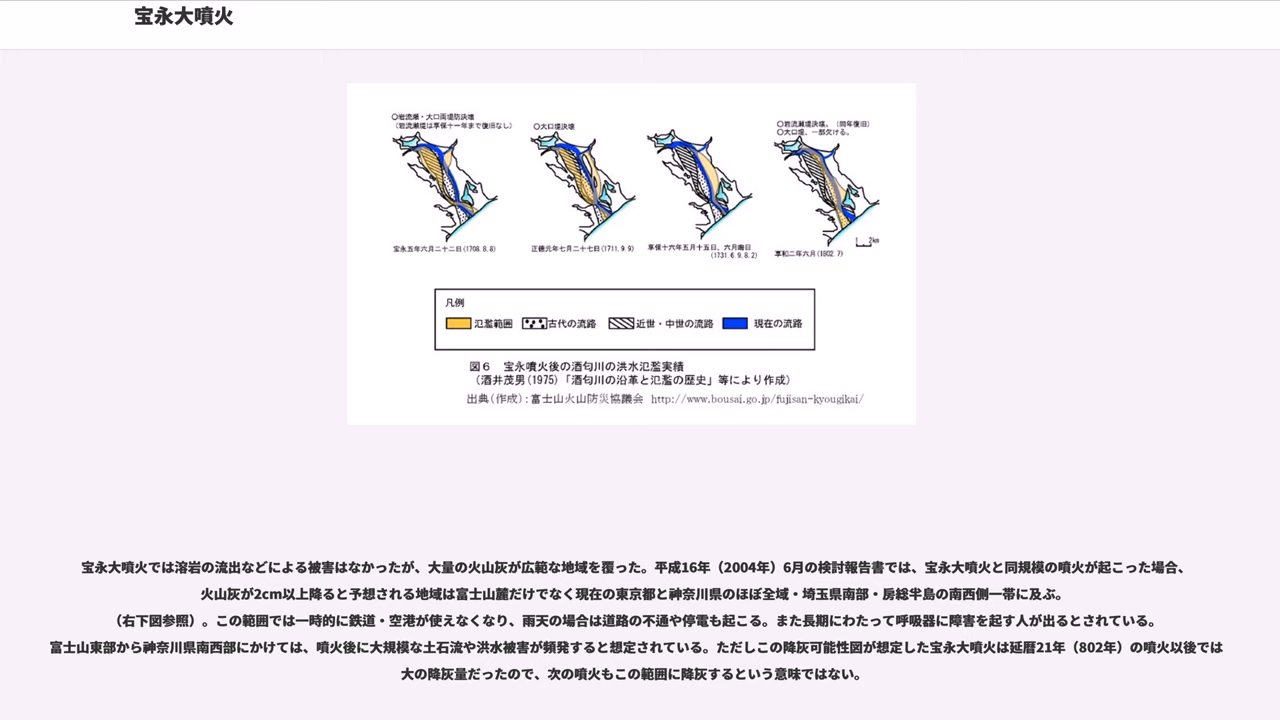 宝永大噴火
〇岩流瀬・大口両堤防決壊
（岩流瀬堤は享保十一年まで復旧なし）
〇大口堤決壊
〇岩流瀬堤決壊。（同年復旧）
〇大口堤、一部欠ける。
宝永五年六月二十二日(1708.8.8)
正徳元年七月二十七日(1711.9.9)
享保十六年五月十五日、六月晦日
(1731.6.9,8.2)
享和二年六月(1802.7)
1 2km
凡例
氾濫範囲 古代の流路 近世・中世の流路 現在の流路
図６　宝永噴火後の酒匂川の洪水氾濫実績
（酒井茂男(1975)「酒匂川の沿革と氾濫の歴史」等により作成）
出典(作成):富士山火山防災協議会 http://www.bousai.go.jp/fujisan-kyougikai/
宝永大噴火では溶岩の流出などによる被害はなかったが、大量の火山灰が広範な地域を覆った。平成16年（2004年）6月の検討報告書では、宝永大噴火と同規模の噴火が起こった場合、
火山灰が2cm以上降ると予想される地域は富士山麓だけでなく現在の東京都と神奈川県のほぼ全域・埼玉県南部・房総半島の南西側一帯に及ぶ。
（右下図参照）。この範囲では一時的に鉄道・空港が使えなくなり、雨天の場合は道路の不通や停電も起こる。また長期にわたって呼吸器に障害を起す人が出るとされている。
富士山東部から神奈川県南西部にかけては、噴火後に大規模な土石流や洪水被害が頻発すると想定されている。ただしこの降灰可能性図が想定した宝永大噴火は延暦21年（802年）の噴火以後では
大の降灰量だったので、次の噴火もこの範囲に降灰するという意味ではない。